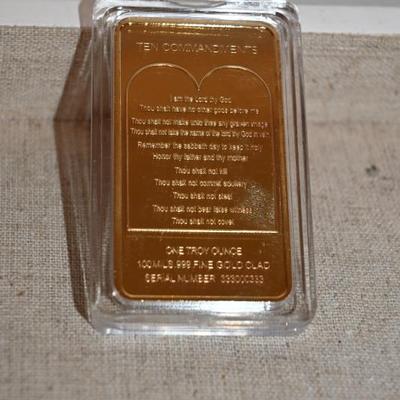 TEN COMMANDMENTS
I am the Lord thy God
Thou shalt have no other gods before me
Thou shalt not make unto thee any graven image
Thou shalt not take the name of the lord thy God in vain
Remember the sabbath day to keep it holy
Honor thy father and thy mother
Thou shalt not kill
Thou shalt not commit adultery
Thou shalt not steal
Thou shalt not bear false witness
Thou shalt not covet
ONE TROY OUNCE
100 MILS .999 FINE GOLD CLAD
SERIAL NUMBER